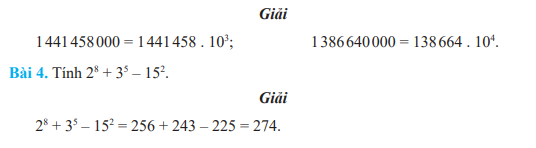 Giải
1 441 458 000 = 1 441 458 . 10³; 1 386 640 000 = 138 664 . 10⁴.
Bài 4. Tính 2⁸ + 3⁵ – 15².
Giải
2⁸ + 3⁵ – 15² = 256 + 243 – 225 = 274.